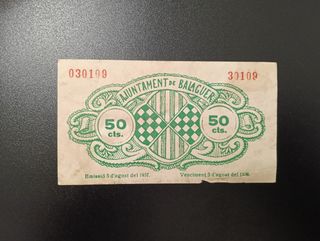 030109 30109
AJUNTAMENT DE BALAGUER
50 cts. 50 cts.
Emissió 5 d'agost del 1937. Venciment 5 d'agost del 1938.